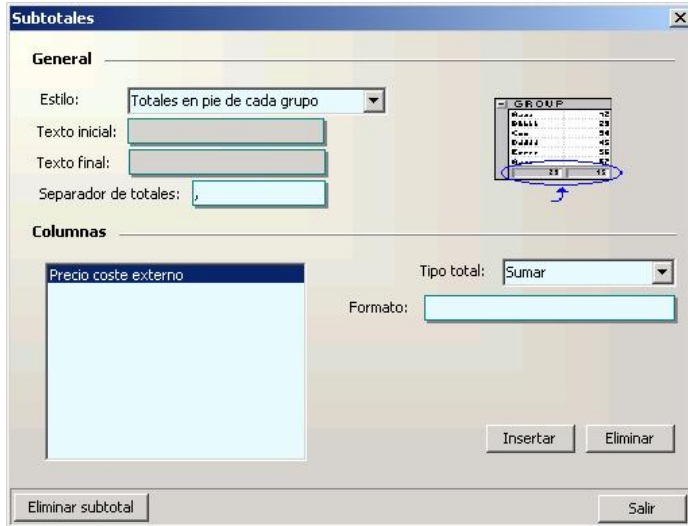 Subtotales
General
Estilo: Totales en pie de cada grupo
Texto inicial:
Texto final:
Separador de totales: ,
GROUP
Columnas
Precio coste externo
Tipo total: Sumar
Formato:
Insertar Eliminar
Eliminar subtotal Salir